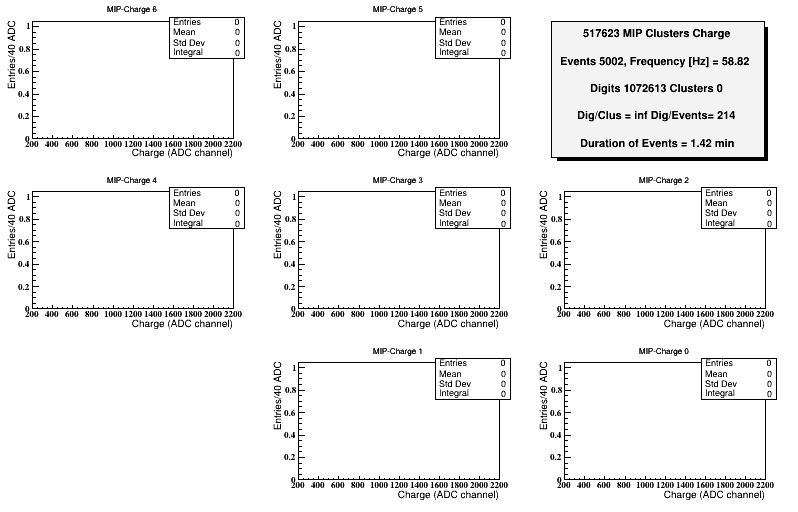 MIP-Charge 6
Entries 0
Mean 0
Std Dev 0
Integral 0
Entries/40 ADC
1
0.8
0.6
0.4
0.2
0
200 400 600 800 1000 1200 1400 1600 1800 2000 2200
Charge (ADC channel)
MIP-Charge 5
Entries 0
Mean 0
Std Dev 0
Integral 0
Entries/40 ADC
1
0.8
0.6
0.4
0.2
0
200 400 600 800 1000 1200 1400 1600 1800 2000 2200
Charge (ADC channel)
517623 MIP Clusters Charge
Events 5002, Frequency [Hz] = 58.82
Digits 1072613 Clusters 0
Dig/Clus = inf Dig/Events= 214
Duration of Events = 1.42 min
MIP-Charge 4
Entries 0
Mean 0
Std Dev 0
Integral 0
Entries/40 ADC
1
0.8
0.6
0.4
0.2
0
200 400 600 800 1000 1200 1400 1600 1800 2000 2200
Charge (ADC channel)
MIP-Charge 3
Entries 0
Mean 0
Std Dev 0
Integral 0
Entries/40 ADC
1
0.8
0.6
0.4
0.2
0
200 400 600 800 1000 1200 1400 1600 1800 2000 2200
Charge (ADC channel)
MIP-Charge 2
Entries 0
Mean 0
Std Dev 0
Integral 0
Entries/40 ADC
1
0.8
0.6
0.4
0.2
0
200 400 600 800 1000 1200 1400 1600 1800 2000 2200
Charge (ADC channel)
MIP-Charge 1
Entries 0
Mean 0
Std Dev 0
Integral 0
Entries/40 ADC
1
0.8
0.6
0.4
0.2
0
200 400 600 800 1000 1200 1400 1600 1800 2000 2200
Charge (ADC channel)
MIP-Charge 0
Entries 0
Mean 0
Std Dev 0
Integral 0
Entries/40 ADC
1
0.8
0.6
0.4
0.2
0
200 400 600 800 1000 1200 1400 1600 1800 2000 2200
Charge (ADC channel)